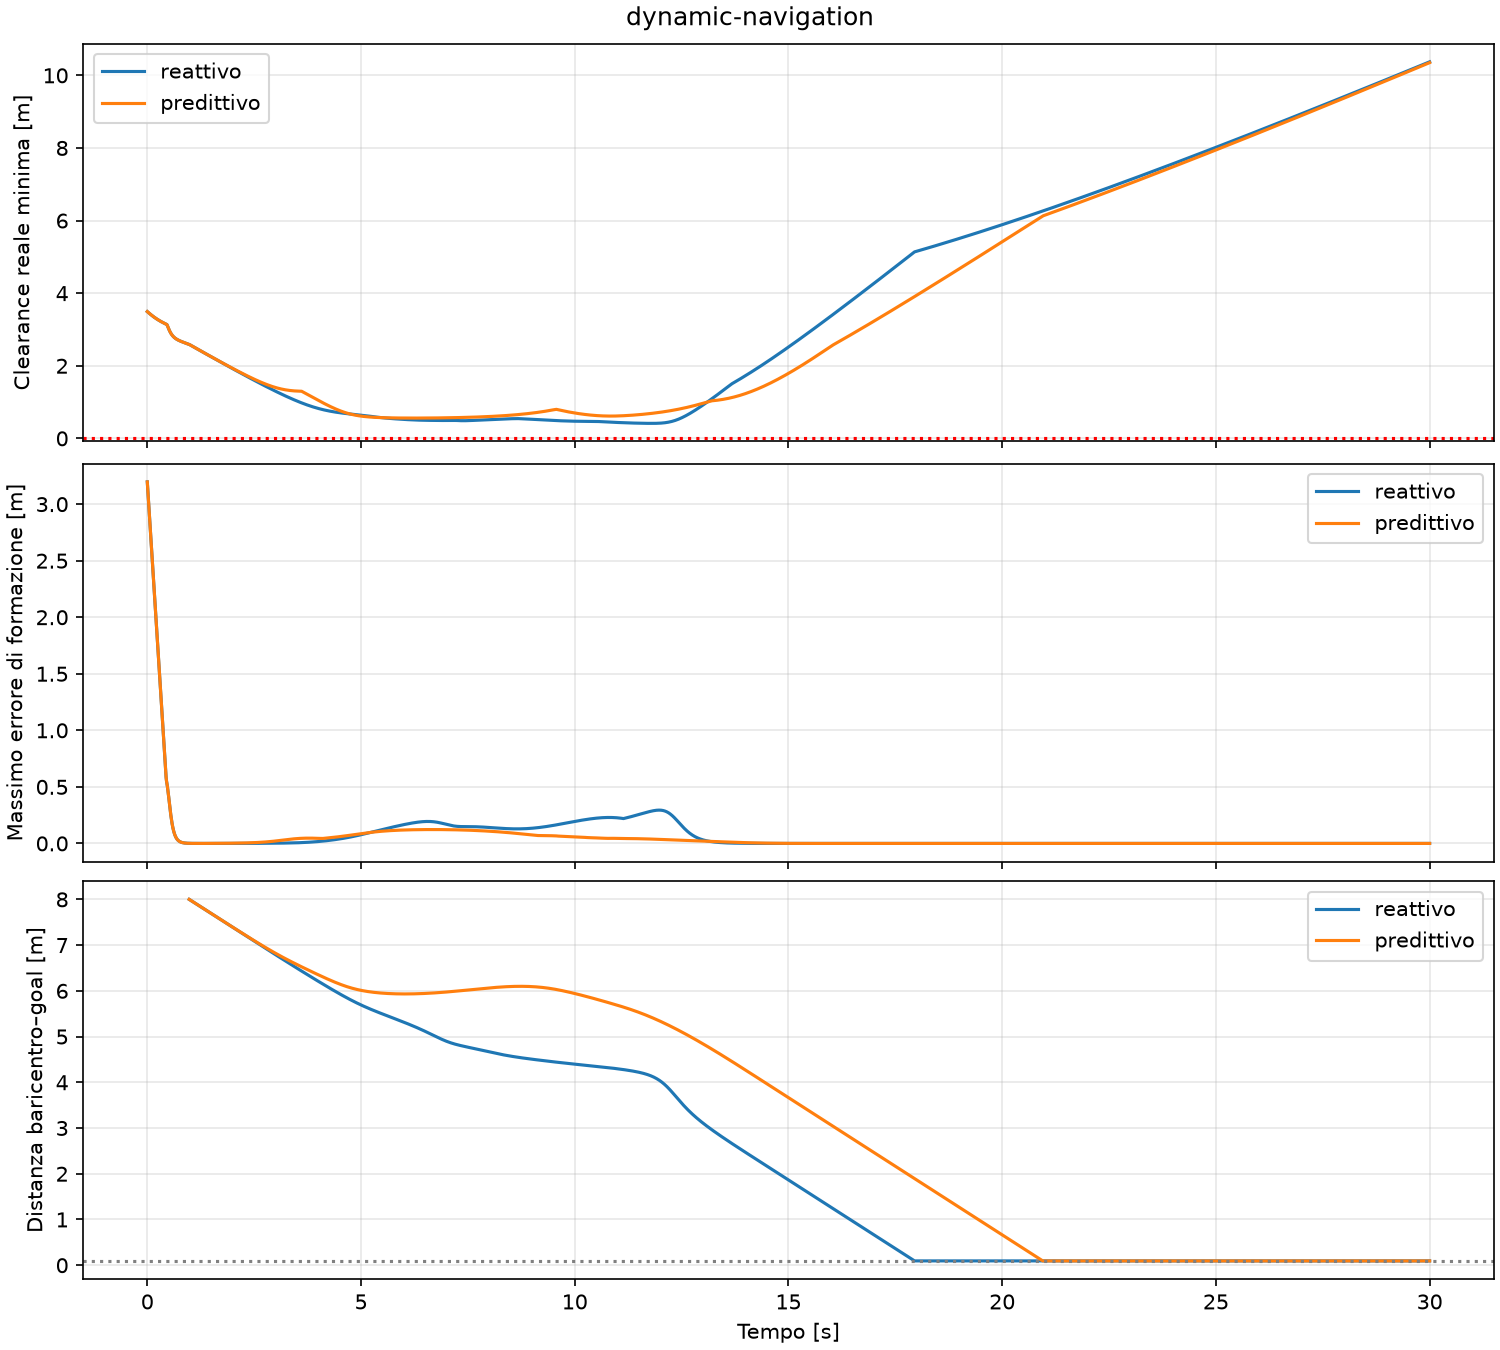 dynamic-navigation
Clearance reale minima [m]
10
8
6
4
2
0
reattivo
predittivo
Massimo errore di formazione [m]
3.0
2.5
2.0
1.5
1.0
0.5
0.0
reattivo
predittivo
Distanza baricentro–goal [m]
8
7
6
5
4
3
2
1
0
reattivo
predittivo
0 5 10 15 20 25 30
Tempo [s]